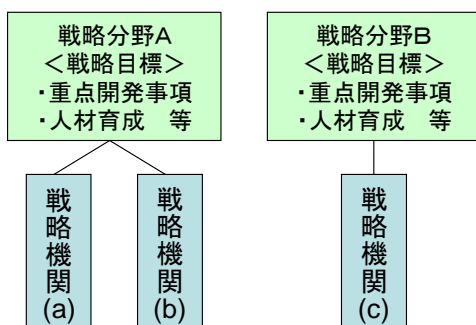 戦略分野A
＜戦略目標＞
・重点開発事項
・人材育成　等
戦略分野B
＜戦略目標＞
・重点開発事項
・人材育成　等
戦略機関(a)
戦略機関(b)
戦略機関(c)